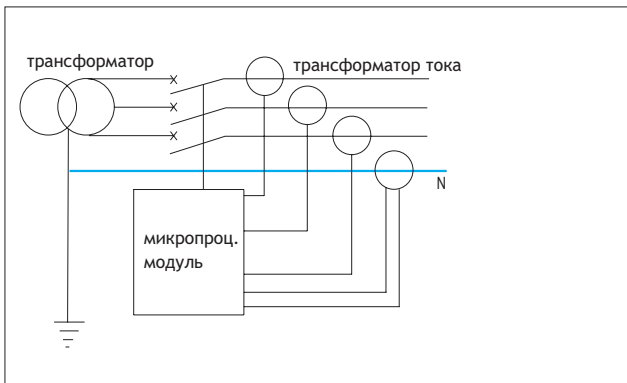 трансформатор
трансформатор тока
N
микропроц.
модуль